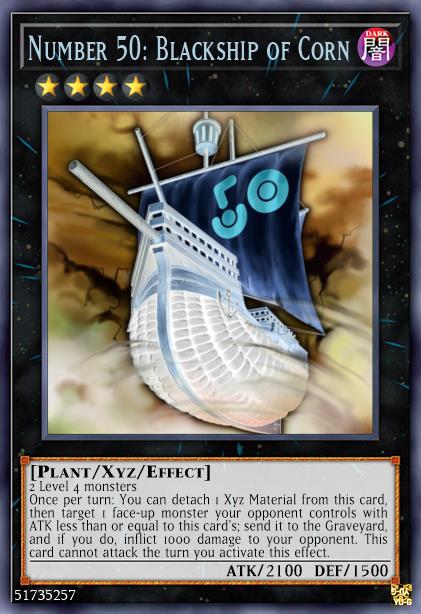 Number 50: Blackship of Corn
DARK
闇
50
[Plant/Xyz/Effect]
2 Level 4 monsters
Once per turn: You can detach 1 Xyz Material from this card,
then target 1 face-up monster your opponent controls with
ATK less than or equal to this card's; send it to the Graveyard,
and if you do, inflict 1000 damage to your opponent. This
card cannot attack the turn you activate this effect.
ATK/2100 DEF/1500
51735257